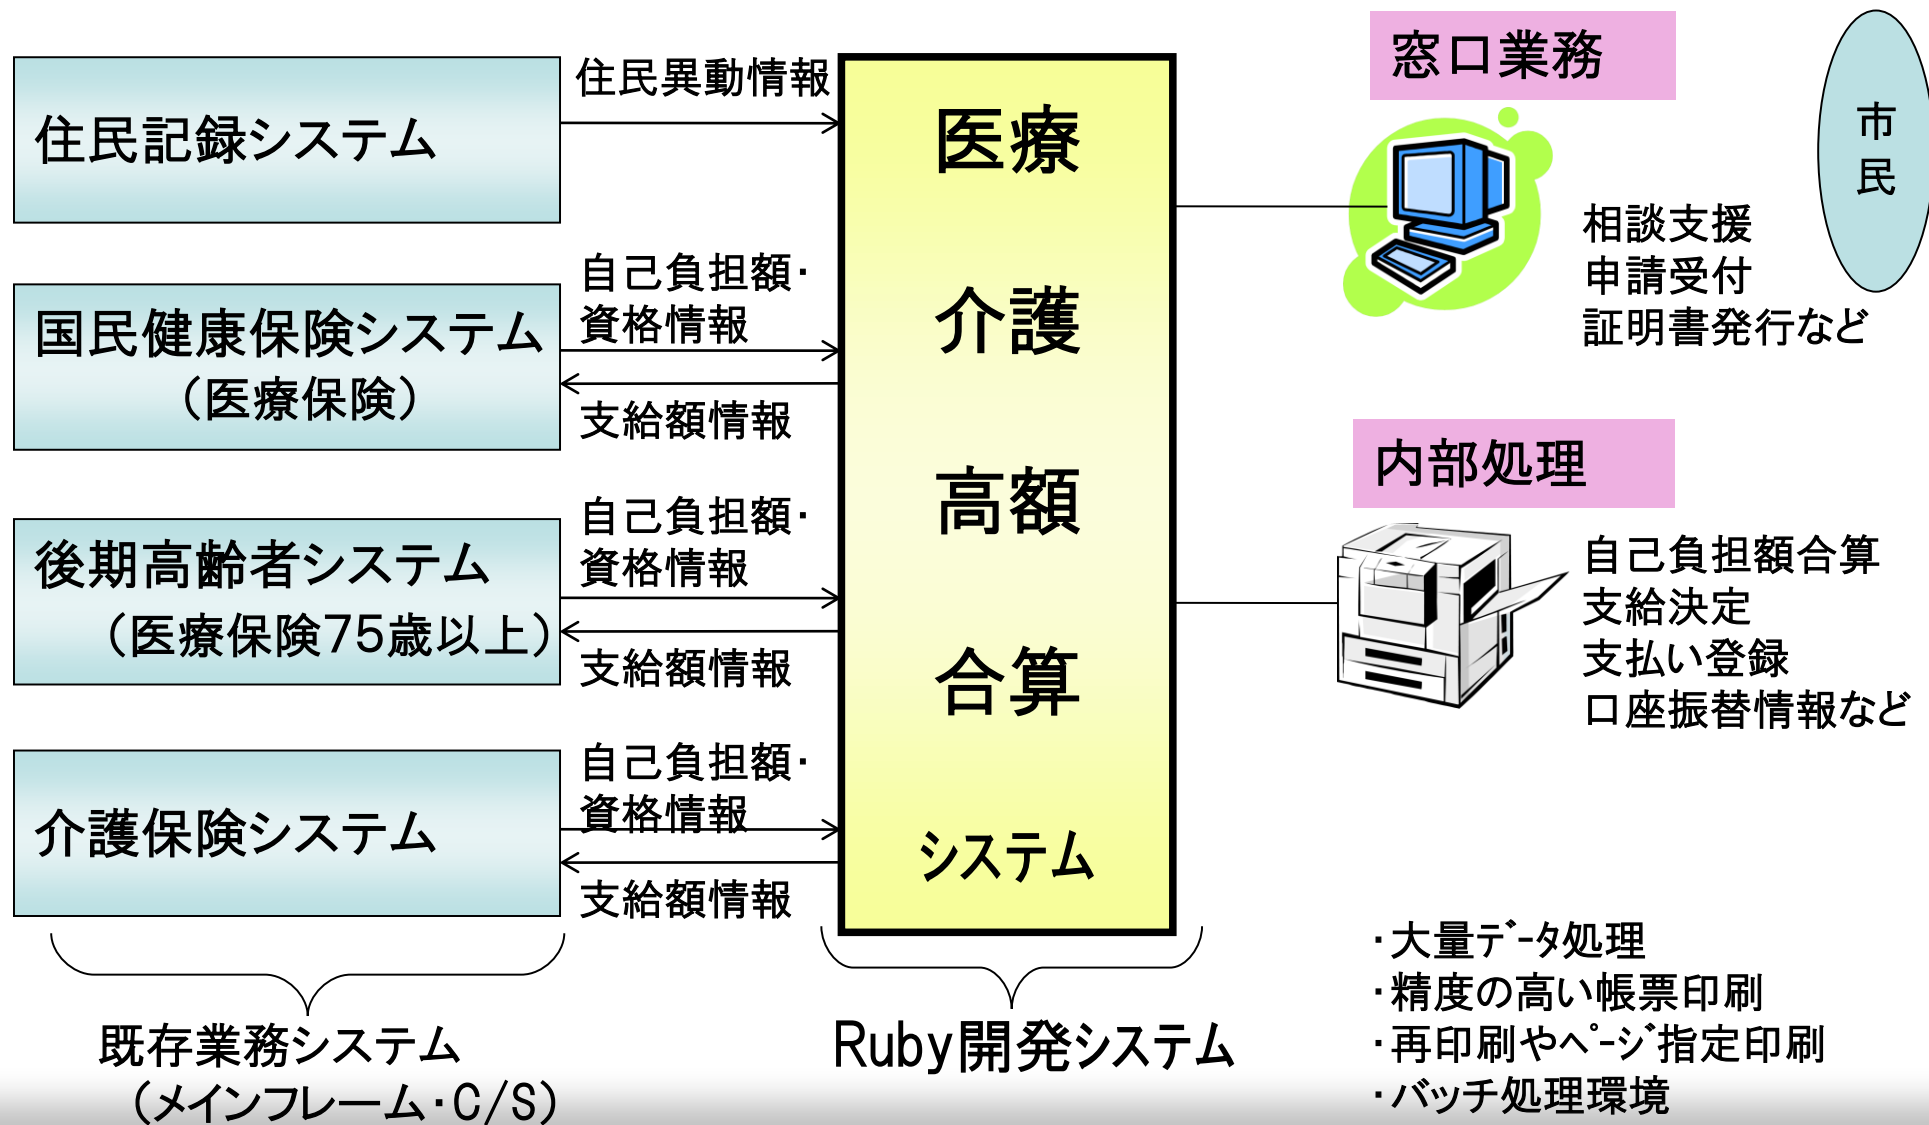 住民記録システム
国民健康保険システム
（医療保険）
後期高齢者システム
（医療保険75歳以上）
介護保険システム
既存業務システム
（メインフレーム・C/S）
住民異動情報
自己負担額・
資格情報
支給額情報
自己負担額・
資格情報
支給額情報
自己負担額・
資格情報
支給額情報
医療
介護
高額
合算
システム
Ruby開発システム
窓口業務
市
民
相談支援
申請受付
証明書発行など
内部処理
自己負担額合算
支給決定
支払い登録
口座振替情報など
・大量ﾃﾞｰﾀ処理
・精度の高い帳票印刷
・再印刷やﾍﾟｰｼﾞ指定印刷
・バッチ処理環境